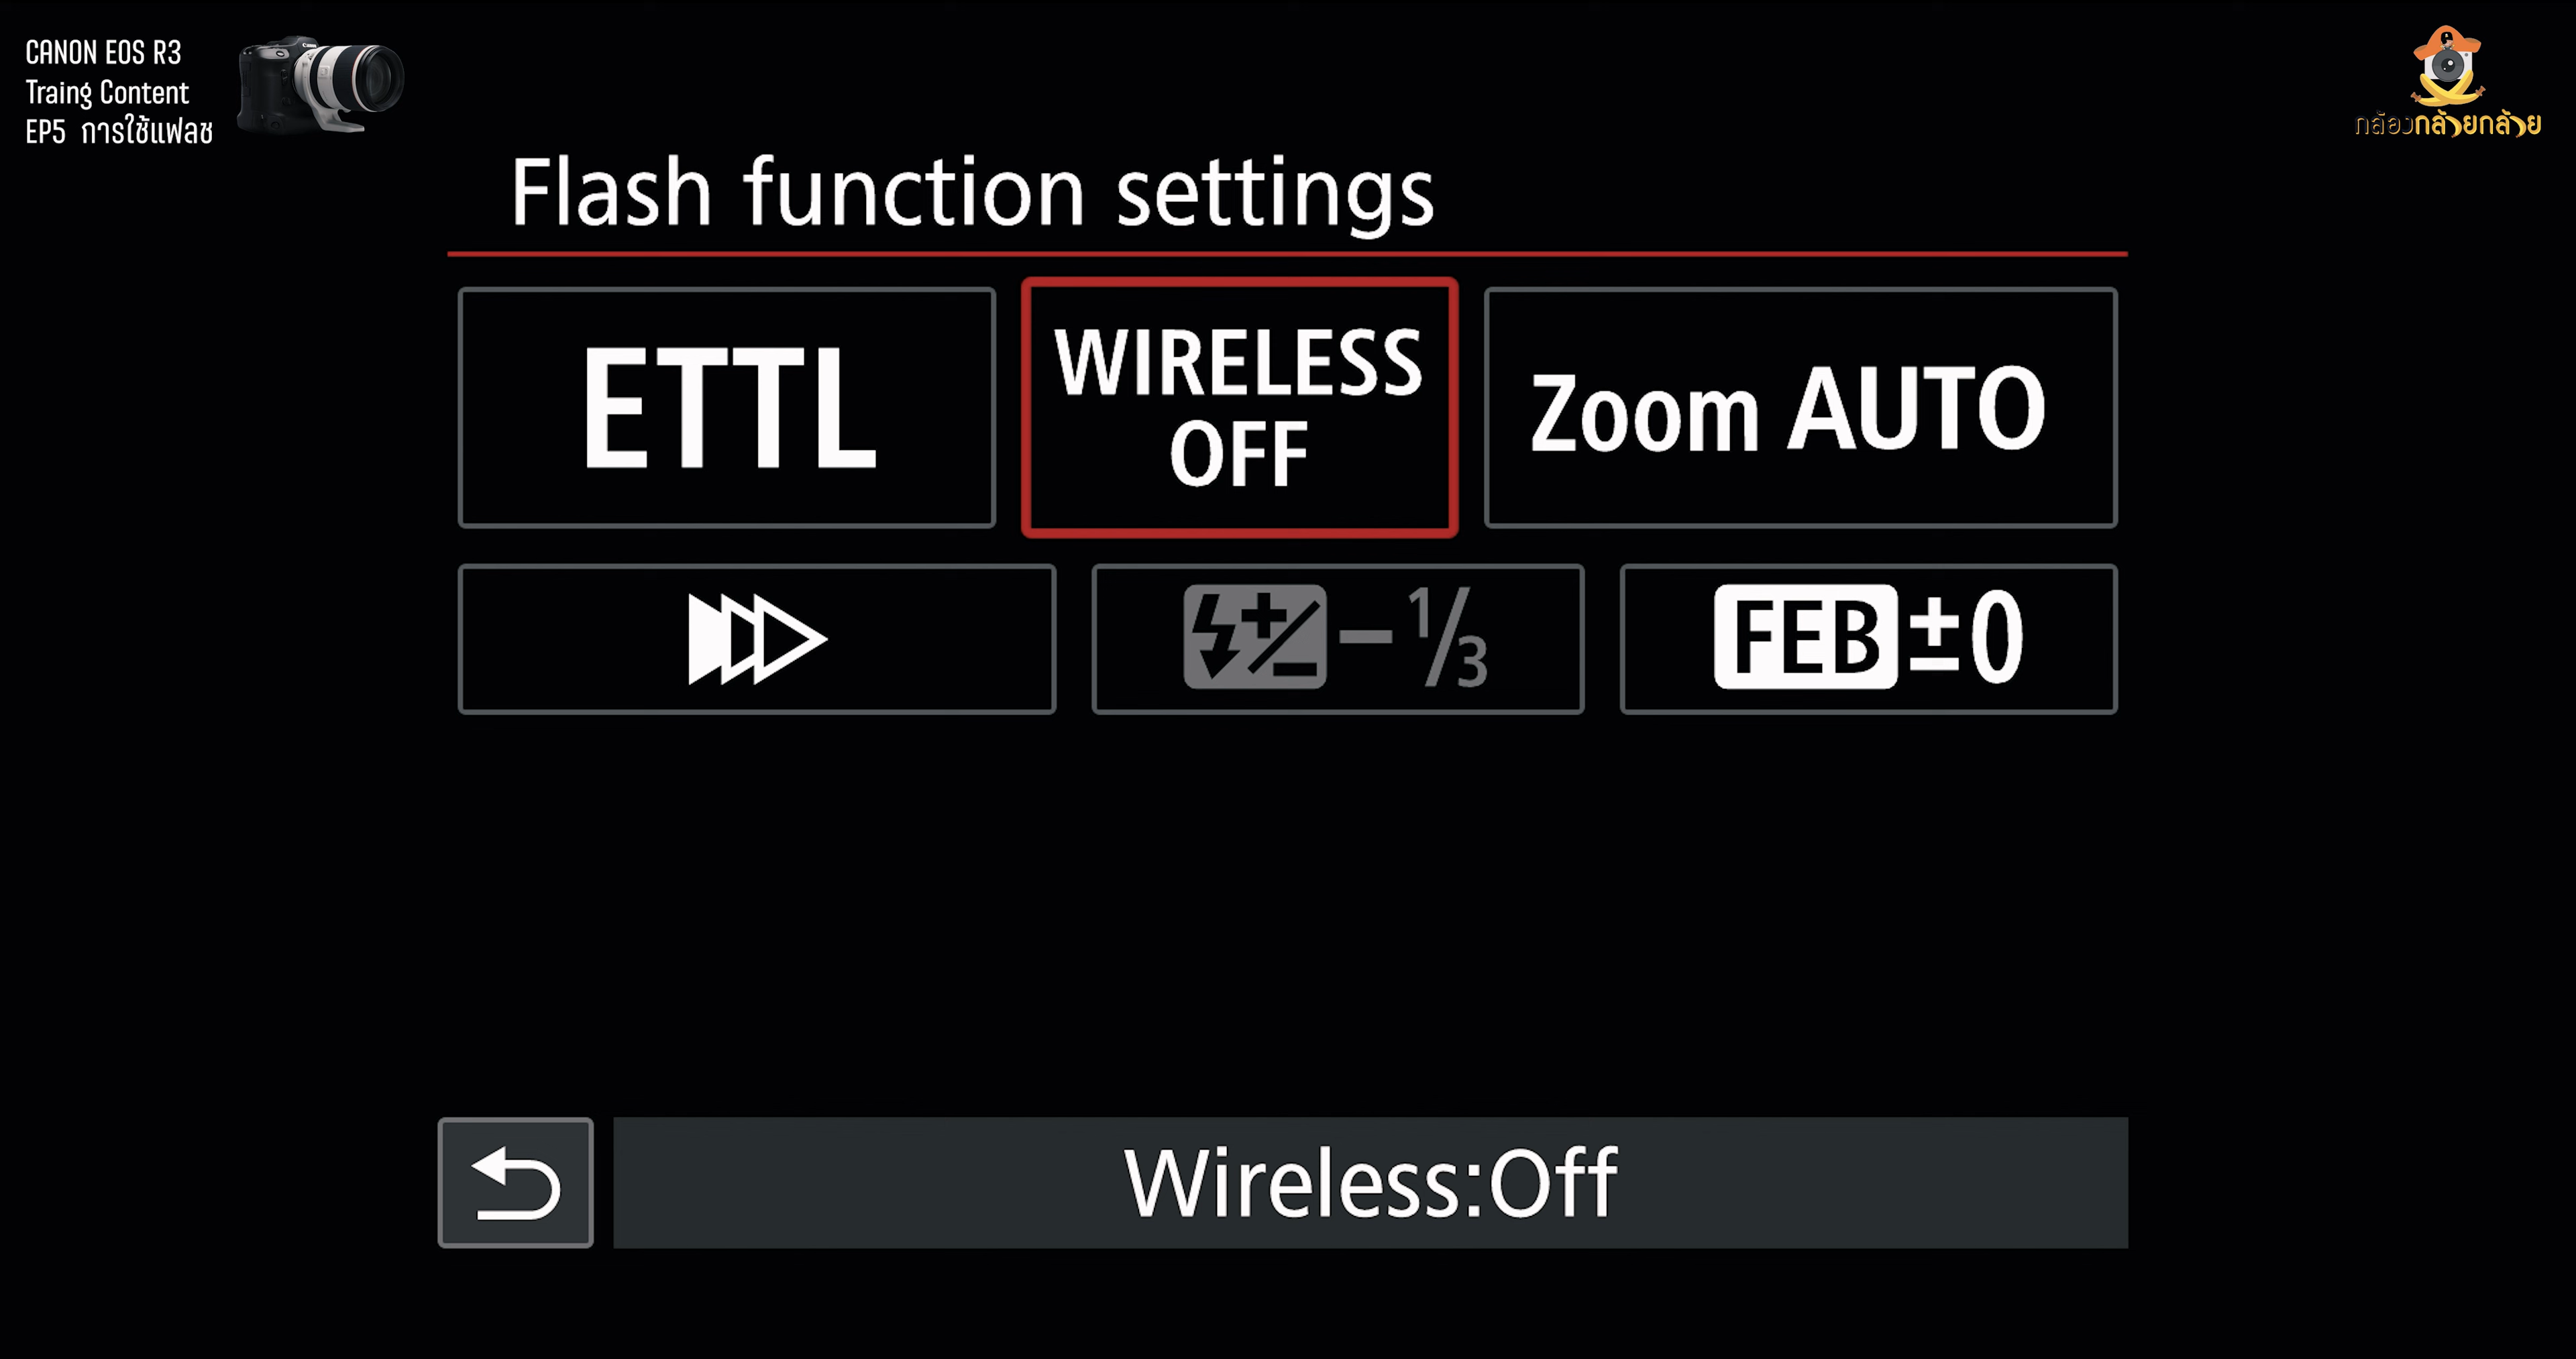 CANON EOS R3
Traing Content
EP5 การใช้แฟลช
กล้องกล้วยกล้วย
Flash function settings
ETTL
WIRELESS
OFF
Zoom AUTO
−1/3
FEB±0
Wireless:Off